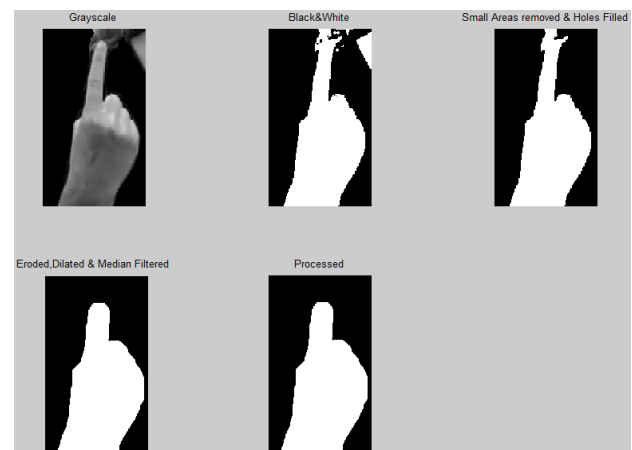 Grayscale
Black&White
Small Areas removed & Holes Filled
Eroded,Dilated & Median Filtered
Processed